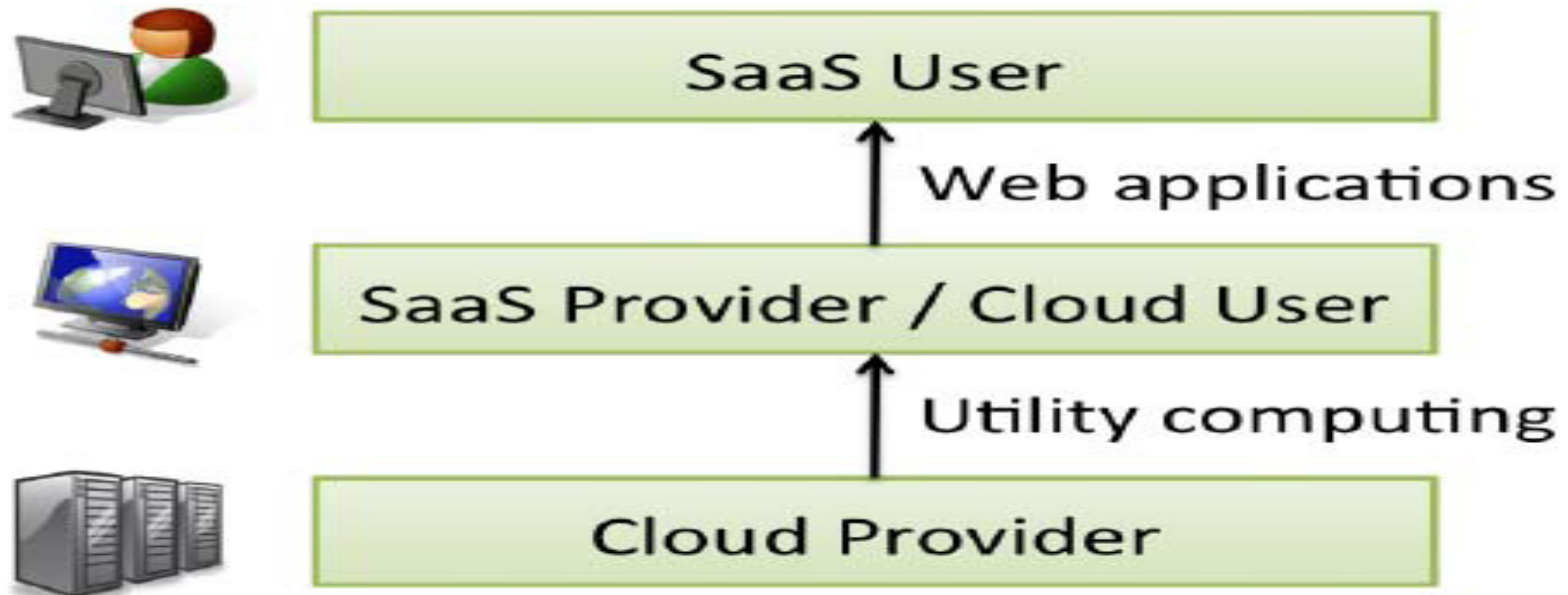 SaaS User
Web applications
SaaS Provider / Cloud User
Utility computing
Cloud Provider